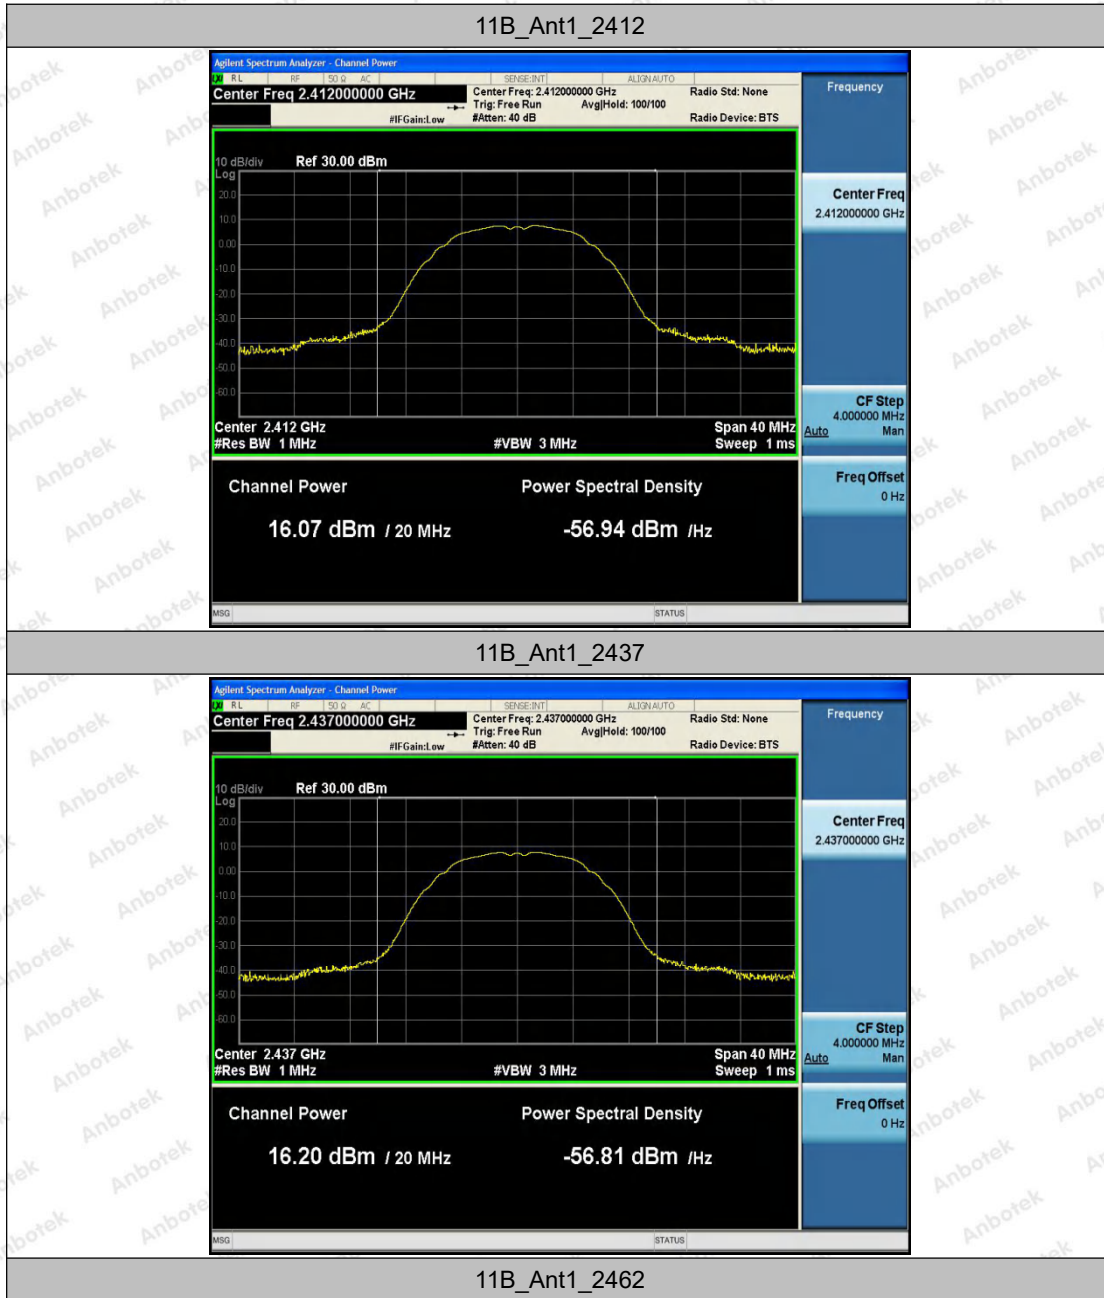 11B_Ant1_2412
Agilent Spectrum Analyzer - Channel Power
RL RF 50 Ω AC SENSE:INT ALIGN AUTO
Center Freq 2.412000000 GHz
Center Freq: 2.412000000 GHz
Radio Std: None
Trig: Free Run Avg|Hold: 100/100
#IFGain:Low
#Atten: 40 dB
Radio Device: BTS
Frequency
10 dB/div Ref 30.00 dBm
Log
20.0
10.0
0.00
-10.0
-20.0
-30.0
-40.0
-50.0
-60.0
Center Freq
2.412000000 GHz
Center 2.412 GHz
Span 40 MHz
#Res BW 1 MHz
#VBW 3 MHz
Sweep 1 ms
CF Step
4.000000 MHz
Auto Man
Freq Offset
0 Hz
Channel Power
Power Spectral Density
16.07 dBm / 20 MHz
-56.94 dBm /Hz
MSG
STATUS
11B_Ant1_2437
Agilent Spectrum Analyzer - Channel Power
RL RF 50 Ω AC SENSE:INT ALIGN AUTO
Center Freq 2.437000000 GHz
Center Freq: 2.437000000 GHz
Radio Std: None
Trig: Free Run Avg|Hold: 100/100
#IFGain:Low
#Atten: 40 dB
Radio Device: BTS
Frequency
10 dB/div Ref 30.00 dBm
Log
20.0
10.0
0.00
-10.0
-20.0
-30.0
-40.0
-50.0
-60.0
Center Freq
2.437000000 GHz
Center 2.437 GHz
Span 40 MHz
#Res BW 1 MHz
#VBW 3 MHz
Sweep 1 ms
CF Step
4.000000 MHz
Auto Man
Freq Offset
0 Hz
Channel Power
Power Spectral Density
16.20 dBm / 20 MHz
-56.81 dBm /Hz
MSG
STATUS
11B_Ant1_2462